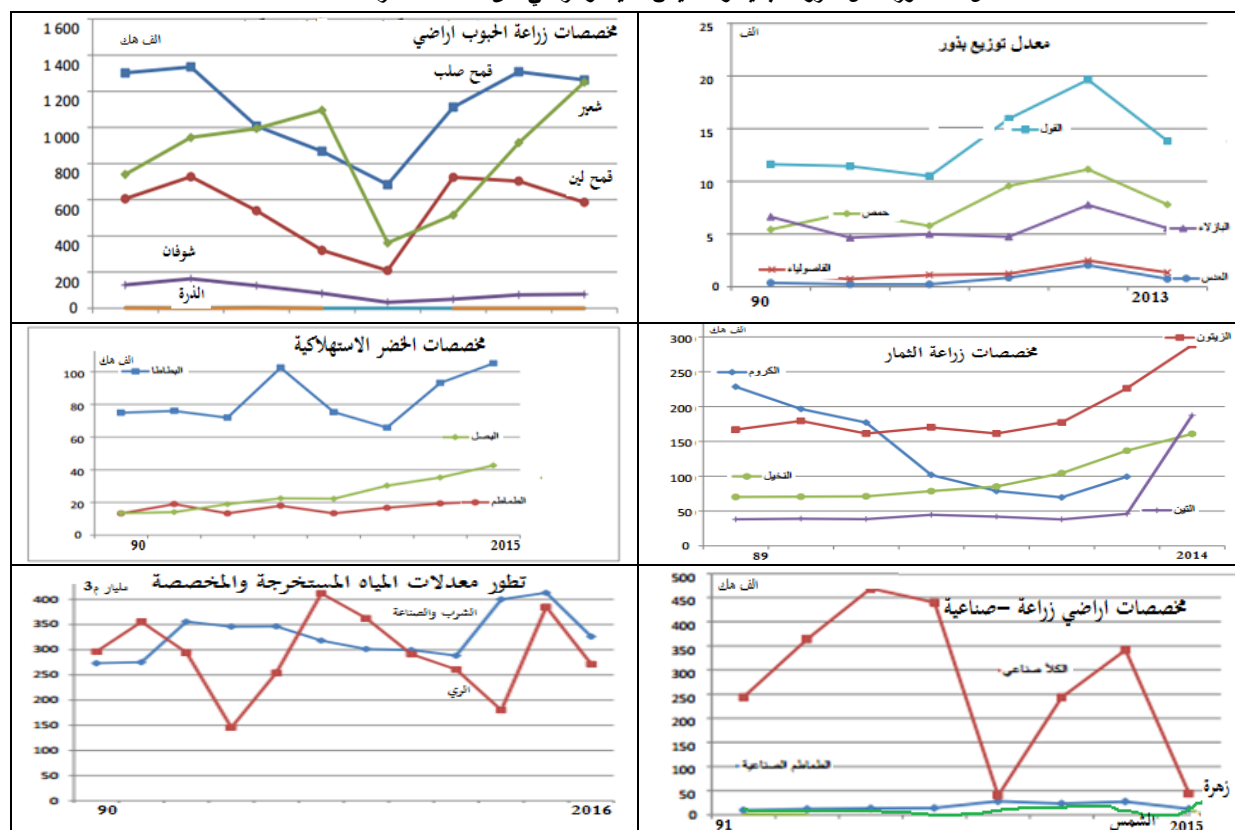 معدل توزيع بذور
الف
25
20
15
10
5
0
الفول
حمص
البازلاء
الفاصولياء
العدس
90
2013
مخصصات زراعة الحبوب اراضي
الف هك
1 600
1 400
1 200
1 000
800
600
400
200
0
قمح صلب
شعير
قمح لين
شوفان
الذرة
مخصصات زراعة الثمار
الف هك
300
250
200
150
100
50
0
الزيتون
الكروم
النخيل
التين
89
2014
مخصصات الخضر الاستهلاكية
الف هك
100
80
60
40
20
0
البطاطا
البصل
الطماطم
90
2015
مخصصات اراضي زراعة –صناعية
الف هك
500
450
400
350
300
250
200
150
100
50
0
الكلأ صناعي
الطماطم الصناعية
زهرة
الشمس
91
2015
تطور معدلات المياه المستخرجة والمخصصة
مليار م3
400
350
300
250
200
150
100
50
0
الشرب والصناعة
الري
90
2016